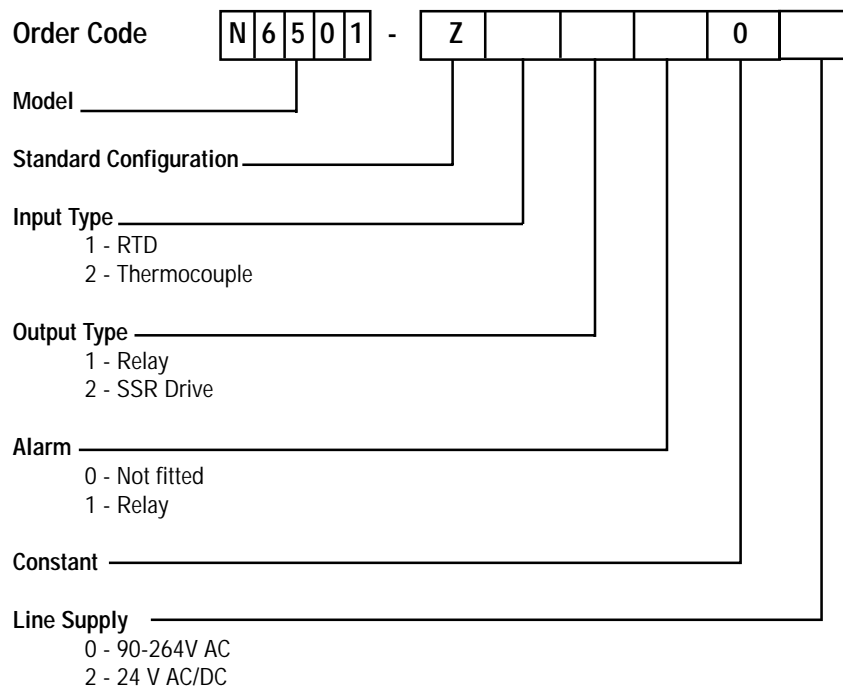 Order Code N 6 5 0 1 - Z 0
Model
Standard Configuration
Input Type
1 - RTD
2 - Thermocouple
Output Type
1 - Relay
2 - SSR Drive
Alarm
0 - Not fitted
1 - Relay
Constant
Line Supply
0 - 90-264V AC
2 - 24 V AC/DC